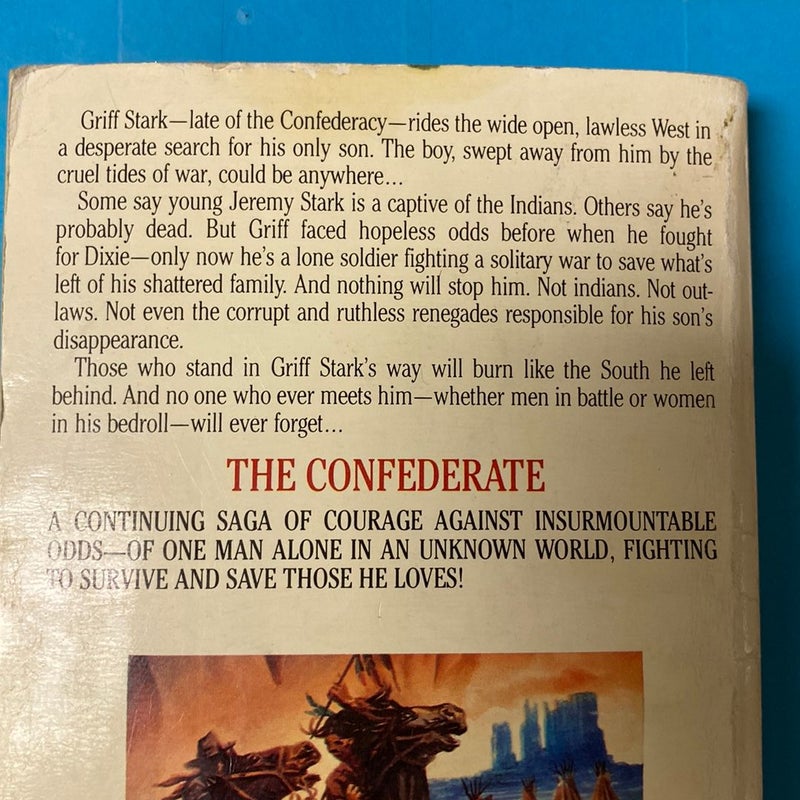 Griff Stark—late of the Confederacy—rides the wide open, lawless West in
a desperate search for his only son. The boy, swept away from him by the
cruel tides of war, could be anywhere...
Some say young Jeremy Stark is a captive of the Indians. Others say he's
probably dead. But Griff faced hopeless odds before when he fought
for Dixie—only now he's a lone soldier fighting a solitary war to save what's
left of his shattered family. And nothing will stop him. Not indians. Not out-
laws. Not even the corrupt and ruthless renegades responsible for his son's
disappearance.
Those who stand in Griff Stark's way will burn like the South he left
behind. And no one who ever meets him—whether men in battle or women
in his bedroll—will ever forget...
THE CONFEDERATE
A CONTINUING SAGA OF COURAGE AGAINST INSURMOUNTABLE
ODDS—OF ONE MAN ALONE IN AN UNKNOWN WORLD, FIGHTING
TO SURVIVE AND SAVE THOSE HE LOVES!